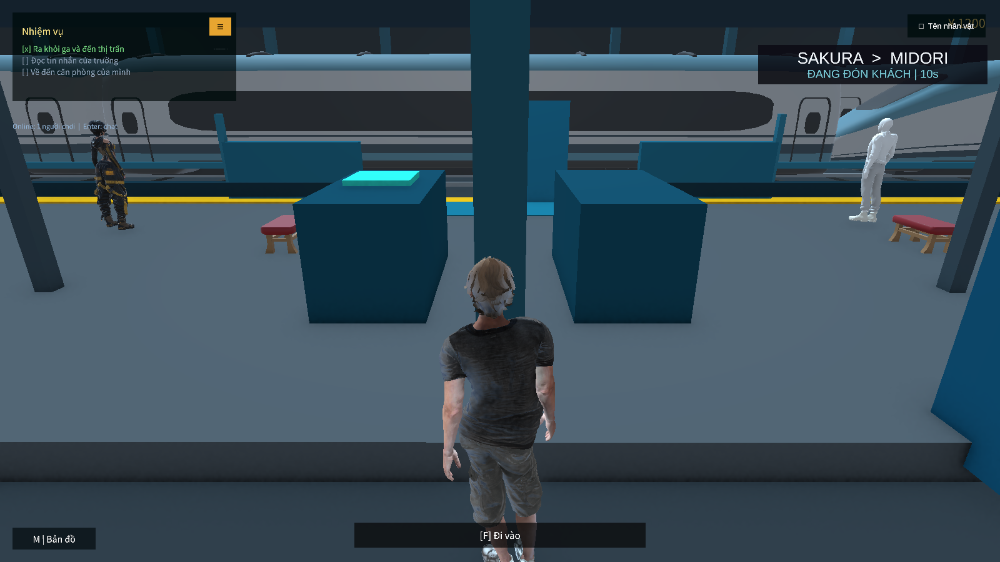 Nhiệm vụ
☰
[x] Ra khỏi ga và đến thị trấn
[ ] Đọc tin nhắn của trường
[ ] Về đến căn phòng của mình
Online: 1 người chơi | Enter: chat
¥ 1200
□ Tên nhân vật
SAKURA > MIDORI
ĐANG ĐÓN KHÁCH | 10s
M | Bản đồ
[F] Đi vào